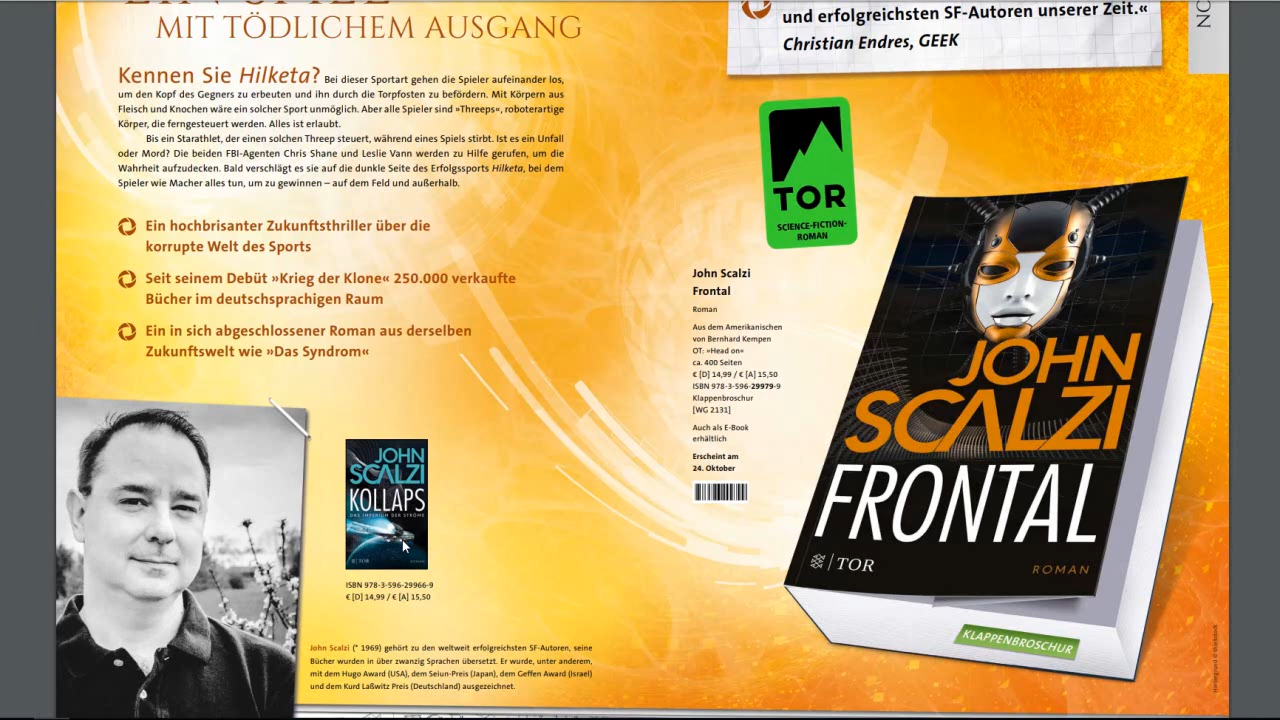 MIT TÖDLICHEM AUSGANG
Kennen Sie Hilketa? Bei dieser Sportart gehen die Spieler aufeinander los,
um den Kopf des Gegners zu erbeuten und ihn durch die Torpfosten zu befördern. Mit Körpern aus
Fleisch und Knochen wäre ein solcher Sport unmöglich. Aber alle Spieler sind »Threeps«, roboterartige
Körper, die ferngesteuert werden. Alles ist erlaubt.
Bis ein Starathlet, der einen solchen Threep steuert, während eines Spiels stirbt. Ist es ein Unfall
oder Mord? Die beiden FBI-Agenten Chris Shane und Leslie Vann werden zu Hilfe gerufen, um die
Wahrheit aufzudecken. Bald verschlägt es sie auf die dunkle Seite des Erfolgssports Hilketa, bei dem
Spieler wie Macher alles tun, um zu gewinnen – auf dem Feld und außerhalb.
Ein hochbrisanter Zukunftsthriller über die
korrupte Welt des Sports
Seit seinem Debüt »Krieg der Klone« 250.000 verkaufte
Bücher im deutschsprachigen Raum
Ein in sich abgeschlossener Roman aus derselben
Zukunftswelt wie »Das Syndrom«
JOHN
SCALZI
KOLLAPS
DAS IMPERIUM DER STRÖME
TOR
ROMAN
ISBN 978-3-596-29966-9
€ [D] 14,99 / € [A] 15,50
John Scalzi (* 1969) gehört zu den weltweit erfolgreichsten SF-Autoren, seine
Bücher wurden in über zwanzig Sprachen übersetzt. Er wurde, unter anderem,
mit dem Hugo Award (USA), dem Seiun-Preis (Japan), dem Geffen Award (Israel)
und dem Kurd Laßwitz Preis (Deutschland) ausgezeichnet.
und erfolgreichsten SF-Autoren unserer Zeit.«
Christian Endres, GEEK
TOR
SCIENCE-FICTION-
ROMAN
John Scalzi
Frontal
Roman
Aus dem Amerikanischen
von Bernhard Kempen
OT: »Head on«
ca. 400 Seiten
€ [D] 14,99 / € [A] 15,50
ISBN 978-3-596-29979-9
Klappenbroschur
[WG 2131]
Auch als E-Book
erhältlich
Erscheint am
24. Oktober
JOHN
SCALZI
FRONTAL
TOR
ROMAN
KLAPPENBROSCHUR